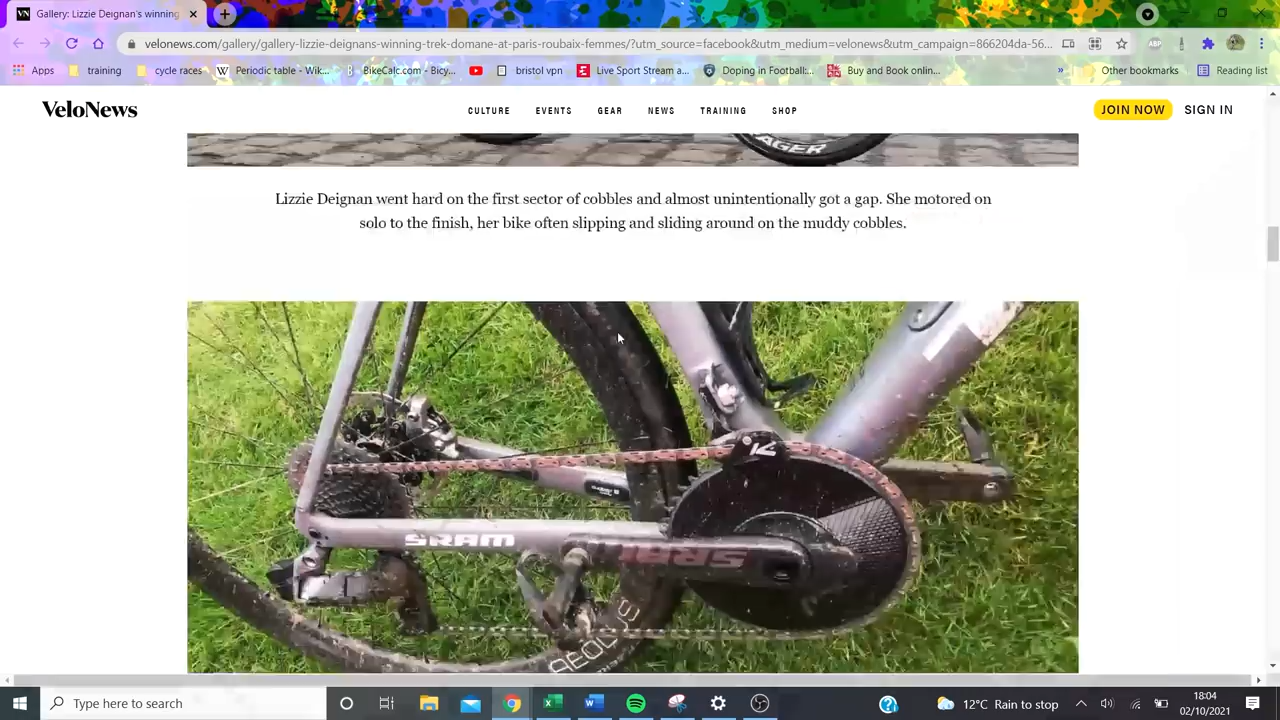 Gallery: Lizzie Deignan's winning
velonews.com/gallery/gallery-lizzie-deignans-winning-trek-domane-at-paris-roubaix-femmes/?utm_source=facebook&utm_medium=velonews&utm_campaign=866204da-56...
ABP
Apps training cycle races Periodic table - Wik... BikeCalc.com - Bicy... bristol vpn Live Sport Stream a... Doping in Football:... Buy and Book onlin... » Other bookmarks Reading list
VeloNews CULTURE EVENTS GEAR NEWS TRAINING SHOP JOIN NOW SIGN IN
AGER
Lizzie Deignan went hard on the first sector of cobbles and almost unintentionally got a gap. She motored on
solo to the finish, her bike often slipping and sliding around on the muddy cobbles.
SRAM
SRAM
AEOLUS
Type here to search 12°C Rain to stop 18:04
02/10/2021